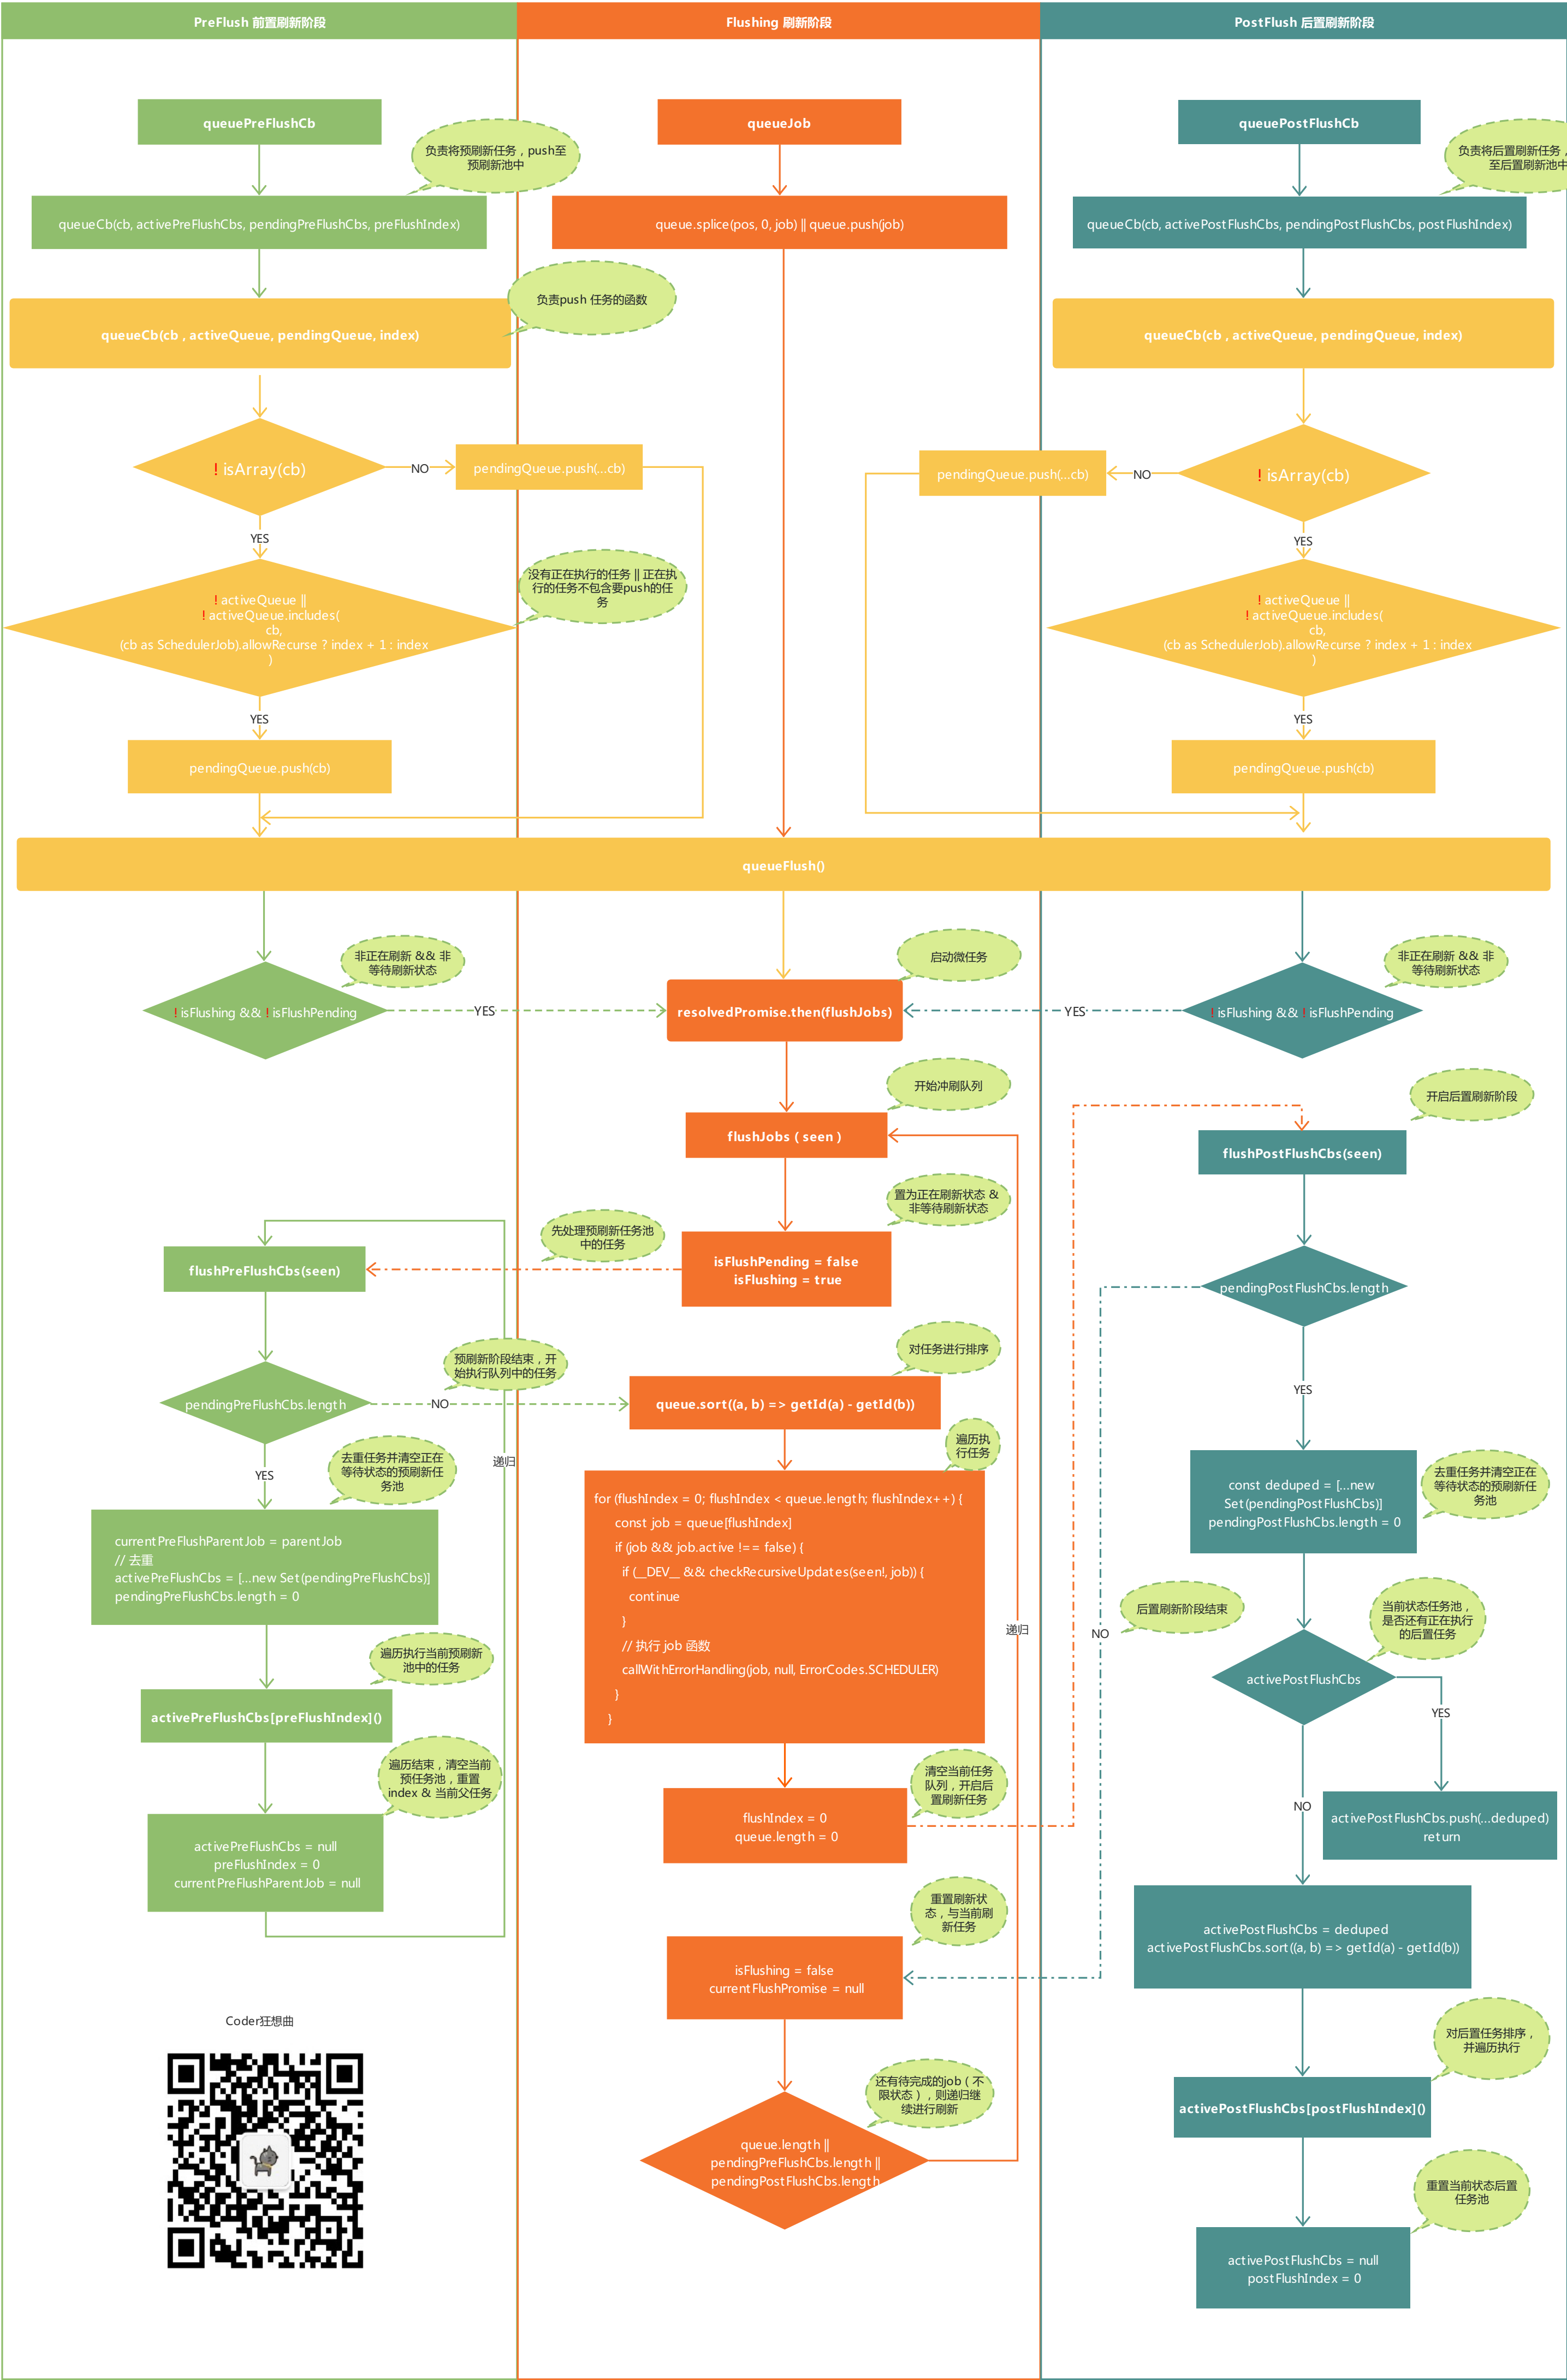 PreFlush 前置刷新阶段
Flushing 刷新阶段
PostFlush 后置刷新阶段
queuePreFlushCb
负责将预刷新任务，push至
预刷新池中
queueCb(cb, activePreFlushCbs, pendingPreFlushCbs, preFlushIndex)
负责push 任务的函数
queueCb(cb , activeQueue, pendingQueue, index)
! isArray(cb)
NO
pendingQueue.push(...cb)
YES
没有正在执行的任务 || 正在执
行的任务不包含要push的任
务
! activeQueue ||
! activeQueue.includes(
cb,
(cb as SchedulerJob).allowRecurse ? index + 1 : index
)
YES
pendingQueue.push(cb)
queueJob
queue.splice(pos, 0, job) || queue.push(job)
queuePostFlushCb
负责将后置刷新任务，
至后置刷新池中
queueCb(cb, activePostFlushCbs, pendingPostFlushCbs, postFlushIndex)
queueCb(cb , activeQueue, pendingQueue, index)
! isArray(cb)
NO
pendingQueue.push(...cb)
YES
! activeQueue ||
! activeQueue.includes(
cb,
(cb as SchedulerJob).allowRecurse ? index + 1 : index
)
YES
pendingQueue.push(cb)
queueFlush()
非正在刷新 && 非
等待刷新状态
! isFlushing && ! isFlushPending
YES
启动微任务
resolvedPromise.then(flushJobs)
YES
非正在刷新 && 非
等待刷新状态
! isFlushing && ! isFlushPending
开始冲刷队列
flushJobs ( seen )
置为正在刷新状态 &
非等待刷新状态
isFlushPending = false
isFlushing = true
先处理预刷新任务池
中的任务
flushPreFlushCbs(seen)
预刷新阶段结束，开
始执行队列中的任务
pendingPreFlushCbs.length
NO
YES
递归
去重任务并清空正在
等待状态的预刷新任
务池
currentPreFlushParentJob = parentJob
// 去重
activePreFlushCbs = [...new Set(pendingPreFlushCbs)]
pendingPreFlushCbs.length = 0
遍历执行当前预刷新
池中的任务
activePreFlushCbs[preFlushIndex]()
遍历结束，清空当前
预任务池，重置
index & 当前父任务
activePreFlushCbs = null
preFlushIndex = 0
currentPreFlushParentJob = null
对任务进行排序
queue.sort((a, b) => getId(a) - getId(b))
遍历执
行任务
for (flushIndex = 0; flushIndex < queue.length; flushIndex++) {
const job = queue[flushIndex]
if (job && job.active !== false) {
if (__DEV__ && checkRecursiveUpdates(seen!, job)) {
continue
}
// 执行 job 函数
callWithErrorHandling(job, null, ErrorCodes.SCHEDULER)
}
}
递归
清空当前任务
队列，开启后
置刷新任务
flushIndex = 0
queue.length = 0
重置刷新状
态，与当前刷
新任务
isFlushing = false
currentFlushPromise = null
还有待完成的job（不
限状态），则递归继
续进行刷新
queue.length ||
pendingPreFlushCbs.length ||
pendingPostFlushCbs.length
开启后置刷新阶段
flushPostFlushCbs(seen)
pendingPostFlushCbs.length
YES
NO
const deduped = [...new
Set(pendingPostFlushCbs)]
pendingPostFlushCbs.length = 0
去重任务并清空正在
等待状态的预刷新任
务池
后置刷新阶段结束
当前状态任务池，
是否还有正在执行
的后置任务
activePostFlushCbs
YES
NO
activePostFlushCbs.push(...deduped)
return
activePostFlushCbs = deduped
activePostFlushCbs.sort((a, b) => getId(a) - getId(b))
对后置任务排序，
并遍历执行
activePostFlushCbs[postFlushIndex]()
重置当前状态后置
任务池
activePostFlushCbs = null
postFlushIndex = 0
Coder狂想曲